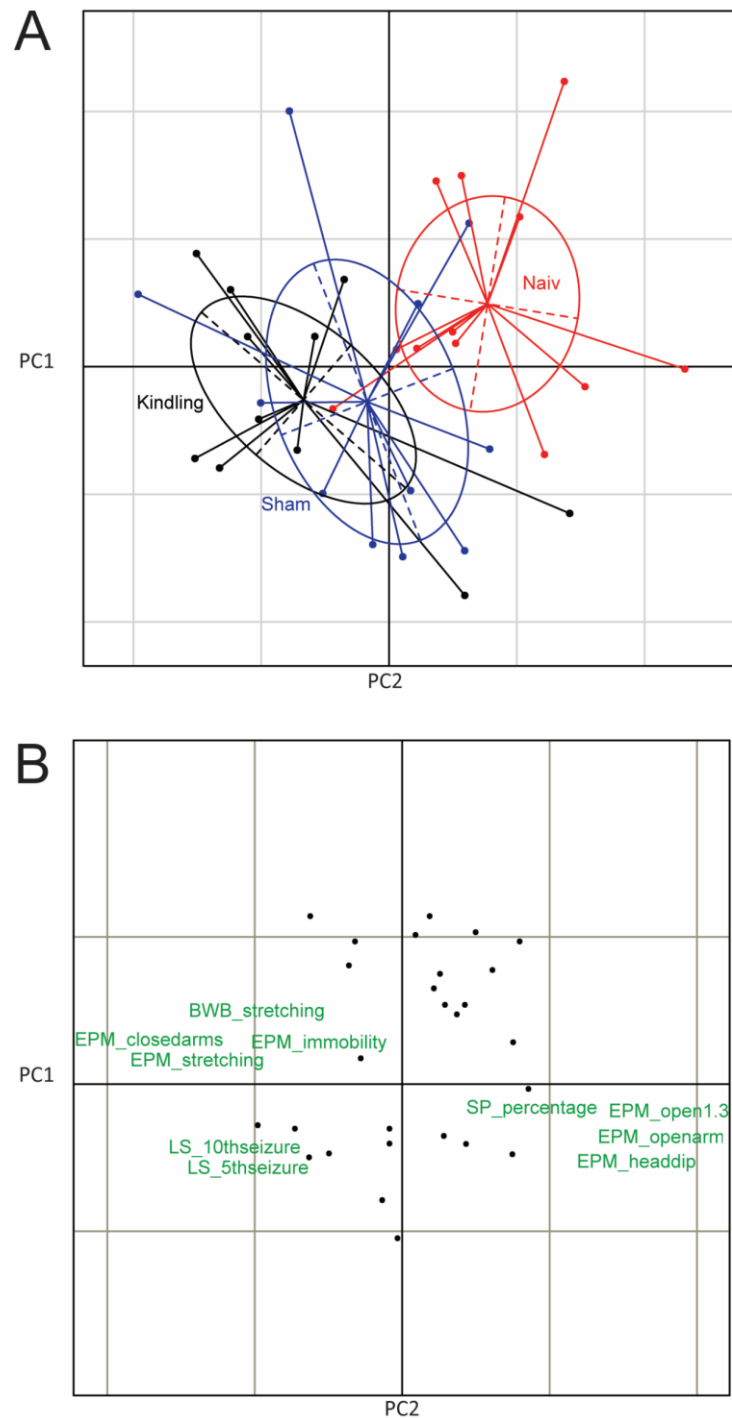 A
Naiv
PC1
Kindling
Sham
PC2
B
BWB_stretching
EPM_closedarms EPM_immobility
EPM_stretching
PC1
SP_percentage EPM_open1.3
EPM_openarm
LS_10thseizure
EPM_headdip
LS_5thseizure
PC2